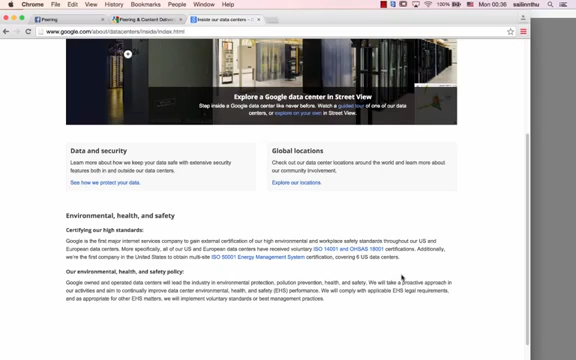 Chrome File Edit View History Bookmarks People Window Help
100% Mon 00:36 sailinnthu
Peering
Peering & Content Delivery
Inside our data centers –
www.google.com/about/datacenters/inside/index.html
Explore a Google data center in Street View
Step inside a Google data center like never before. Watch a guided tour of one of our data
centers, or explore on your own in Street View.
Data and security
Learn more about how we keep your data safe with extensive security
features both in and outside our data centers.
See how we protect your data.
Global locations
Check out our data center locations around the world and learn more about
our community involvement.
Explore our locations.
Environmental, health, and safety
Certifying our high standards:
Google is the first major internet services company to gain external certification of our high environmental and workplace safety standards throughout our US and
European data centers. More specifically, all of our US and European data centers have received voluntary ISO 14001 and OHSAS 18001 certifications. Additionally,
we're the first company in the United States to obtain multi-site ISO 50001 Energy Management System certification, covering 6 US data centers.
Our environmental, health, and safety policy:
Google owned and operated data centers will lead the industry in environmental protection, pollution prevention, health, and safety. We will take a proactive approach in
our activities and aim to continually improve data center environmental, health, and safety (EHS) performance. We will comply with applicable EHS legal requirements,
and as appropriate for other EHS matters, we will implement voluntary standards or best management practices.